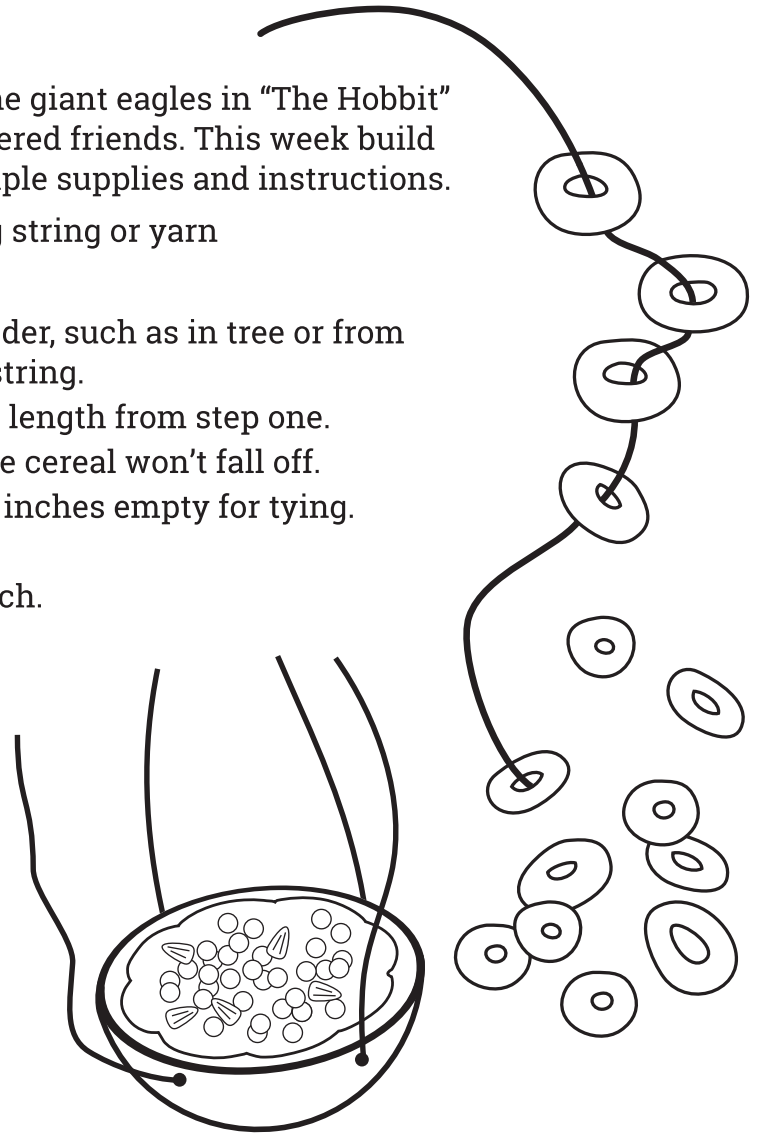 he giant eagles in “The Hobbit”
ered friends. This week build
ple supplies and instructions.
g string or yarn
der, such as in tree or from
string.
length from step one.
e cereal won’t fall off.
inches empty for tying.
ch.